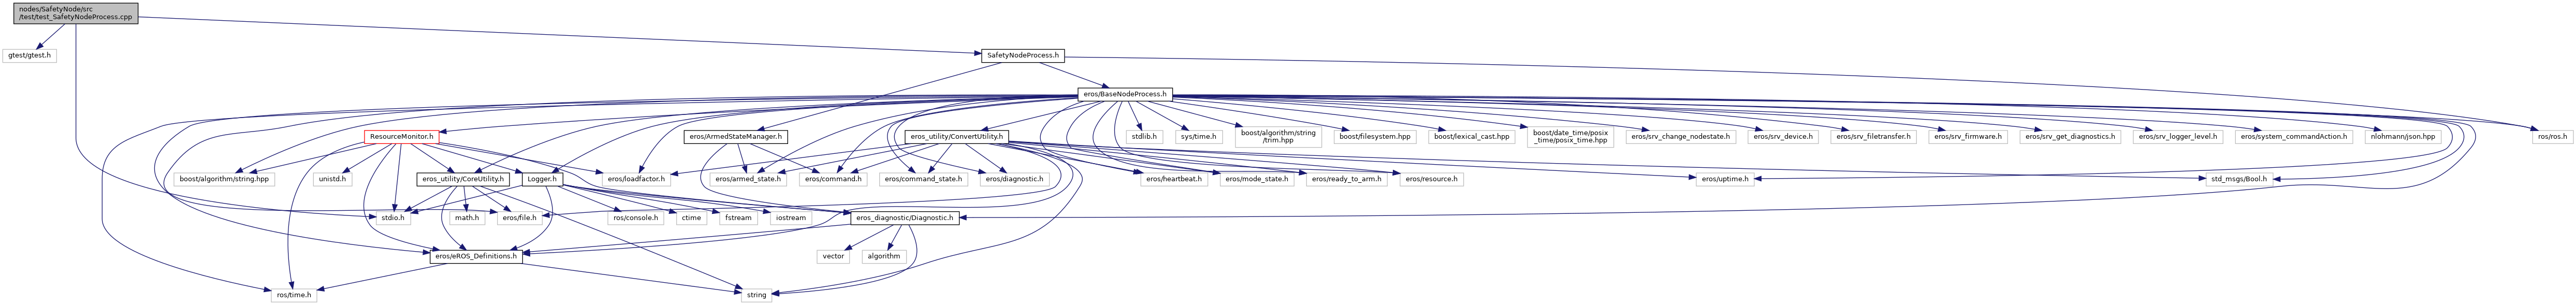 nodes/SafetyNode/src
/test/test_SafetyNodeProcess.cpp
gtest/gtest.h
SafetyNodeProcess.h
eros/BaseNodeProcess.h
ResourceMonitor.h
eros/ArmedStateManager.h
eros_utility/ConvertUtility.h
stdlib.h
sys/time.h
boost/algorithm/string
/trim.hpp
boost/filesystem.hpp
boost/lexical_cast.hpp
boost/date_time/posix
_time/posix_time.hpp
eros/srv_change_nodestate.h
eros/srv_device.h
eros/srv_filetransfer.h
eros/srv_firmware.h
eros/srv_get_diagnostics.h
eros/srv_logger_level.h
eros/system_commandAction.h
nlohmann/json.hpp
ros/ros.h
boost/algorithm/string.hpp
unistd.h
eros_utility/CoreUtility.h
Logger.h
eros/loadfactor.h
eros/armed_state.h
eros/command.h
eros/command_state.h
eros/diagnostic.h
eros/heartbeat.h
eros/mode_state.h
eros/ready_to_arm.h
eros/resource.h
eros/uptime.h
std_msgs/Bool.h
stdio.h
math.h
eros/file.h
ros/console.h
ctime
fstream
iostream
eros_diagnostic/Diagnostic.h
eros/eROS_Definitions.h
vector
algorithm
ros/time.h
string